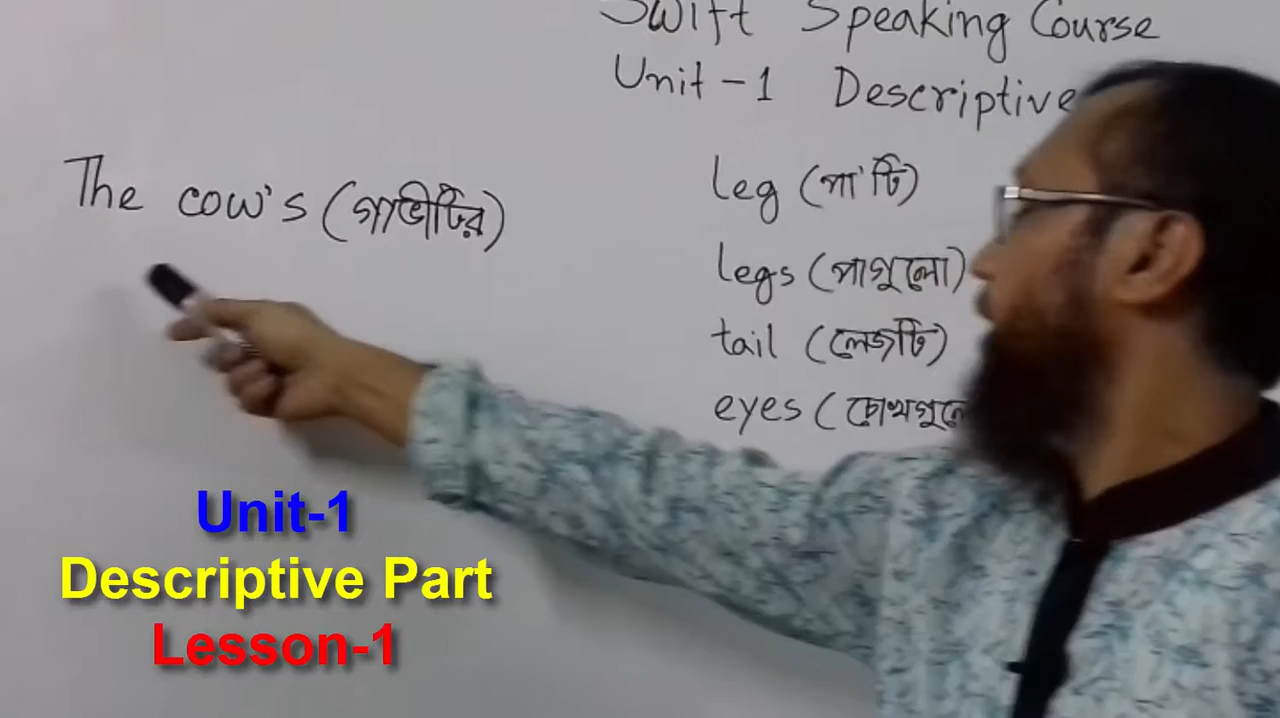 Swift Speaking Course
Unit-1 Descriptive
The cow's (গাভীটির)
leg (পা'টি)
legs (পাগুলো)
tail (লেজটি)
eyes (চোখগুলো
Unit-1
Descriptive Part
Lesson-1